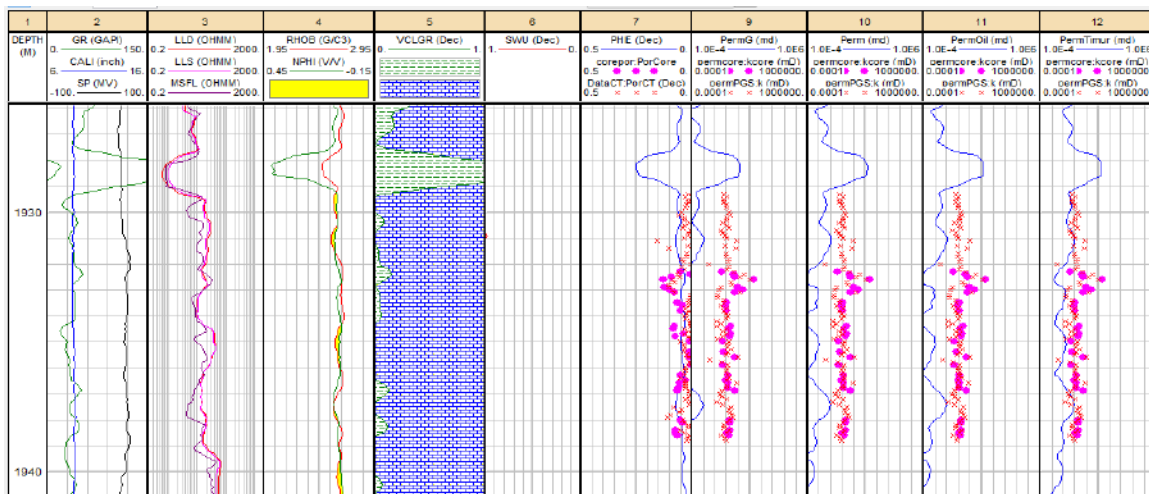 1 2 3 4 5 6 7 9 10 11 12
DEPTH (M) GR (GAPI) LLD (OHMM) RHOB (G/C3) VCLGR (Dec) SWU (Dec) PHIE (Dec) PermG (md) Perm (md) PermOil (md) PermTimur (md)
0. 150. 0.2 2000. 1.95 2.95 0. 1. 1. 0. 0.5 0. 1.0E-4 1.0E6 1.0E-4 1.0E6 1.0E-4 1.0E6 1.0E-4 1.0E6
CALI (inch) LLS (OHMM) NPHI (V/V) corepor:PorCore permcore:kcore (mD) permcore:kcore (mD) permcore:kcore (mD) permcore:kcore (mD)
6. 16. 0.2 2000. 0.45 -0.15 0.5 0. 0.0001 1000000. 0.0001 1000000. 0.0001 1000000. 0.0001 1000000.
SP (MV) MSFL (OHMM) DataCT:PorCT (Dec) permPGS:k (mD) permPGS:k (mD) permPGS:k (mD) permPGS:k (mD)
-100. 100. 0.2 2000. 0.5 0. 0.0001 1000000. 0.0001 1000000. 0.0001 1000000. 0.0001 1000000.
1930
1940